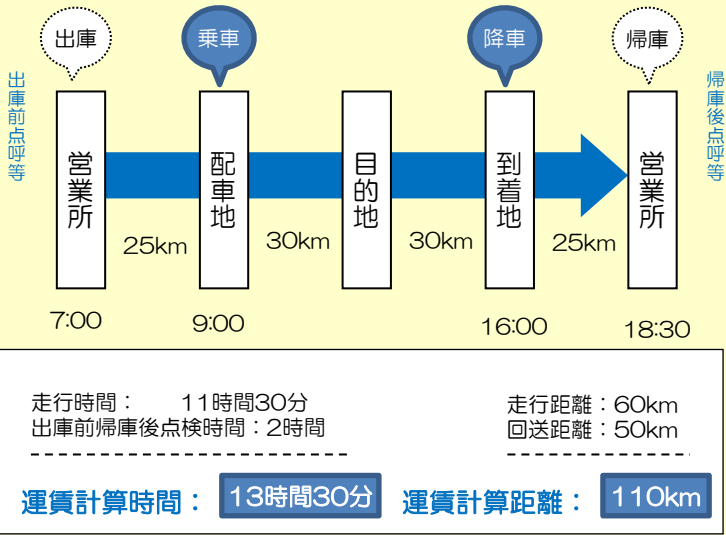 出庫
乗車
降車
帰庫
出庫前点呼等
帰庫後点呼等
営業所
配車地
目的地
到着地
営業所
25km
30km
30km
25km
7:00
9:00
16:00
18:30
走行時間： 11時間30分
出庫前帰庫後点検時間：2時間
運賃計算時間： 13時間30分
走行距離：60km
回送距離：50km
運賃計算距離： 110km